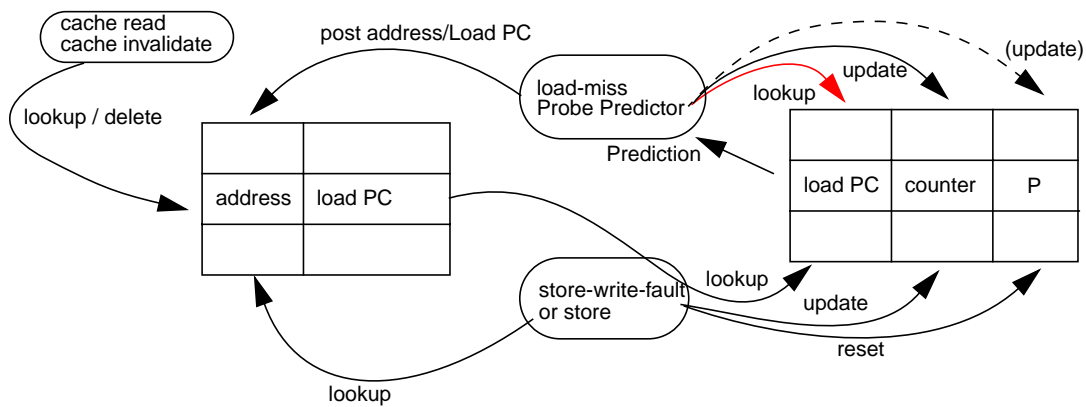 cache read
cache invalidate
post address/Load PC
(update)
load-miss
Probe Predictor
update
lookup
lookup / delete
Prediction
address
load PC
load PC
counter
P
lookup
store-write-fault
or store
update
reset
lookup